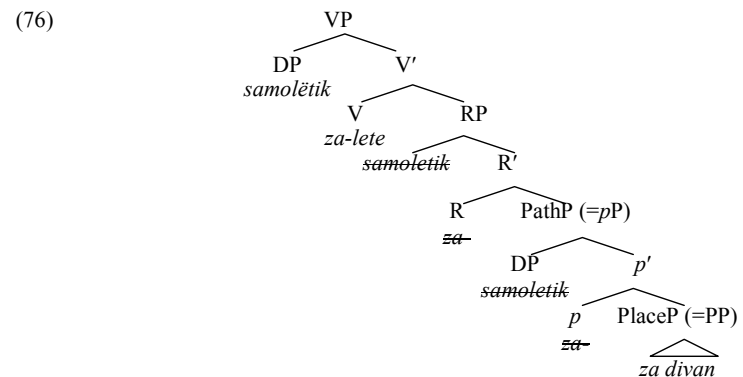 (76)
VP
DP V′
samolëtik
V RP
za-lete
samoletik R′
R PathP (=pP)
za-
DP p′
samoletik
p PlaceP (=PP)
za-
za divan